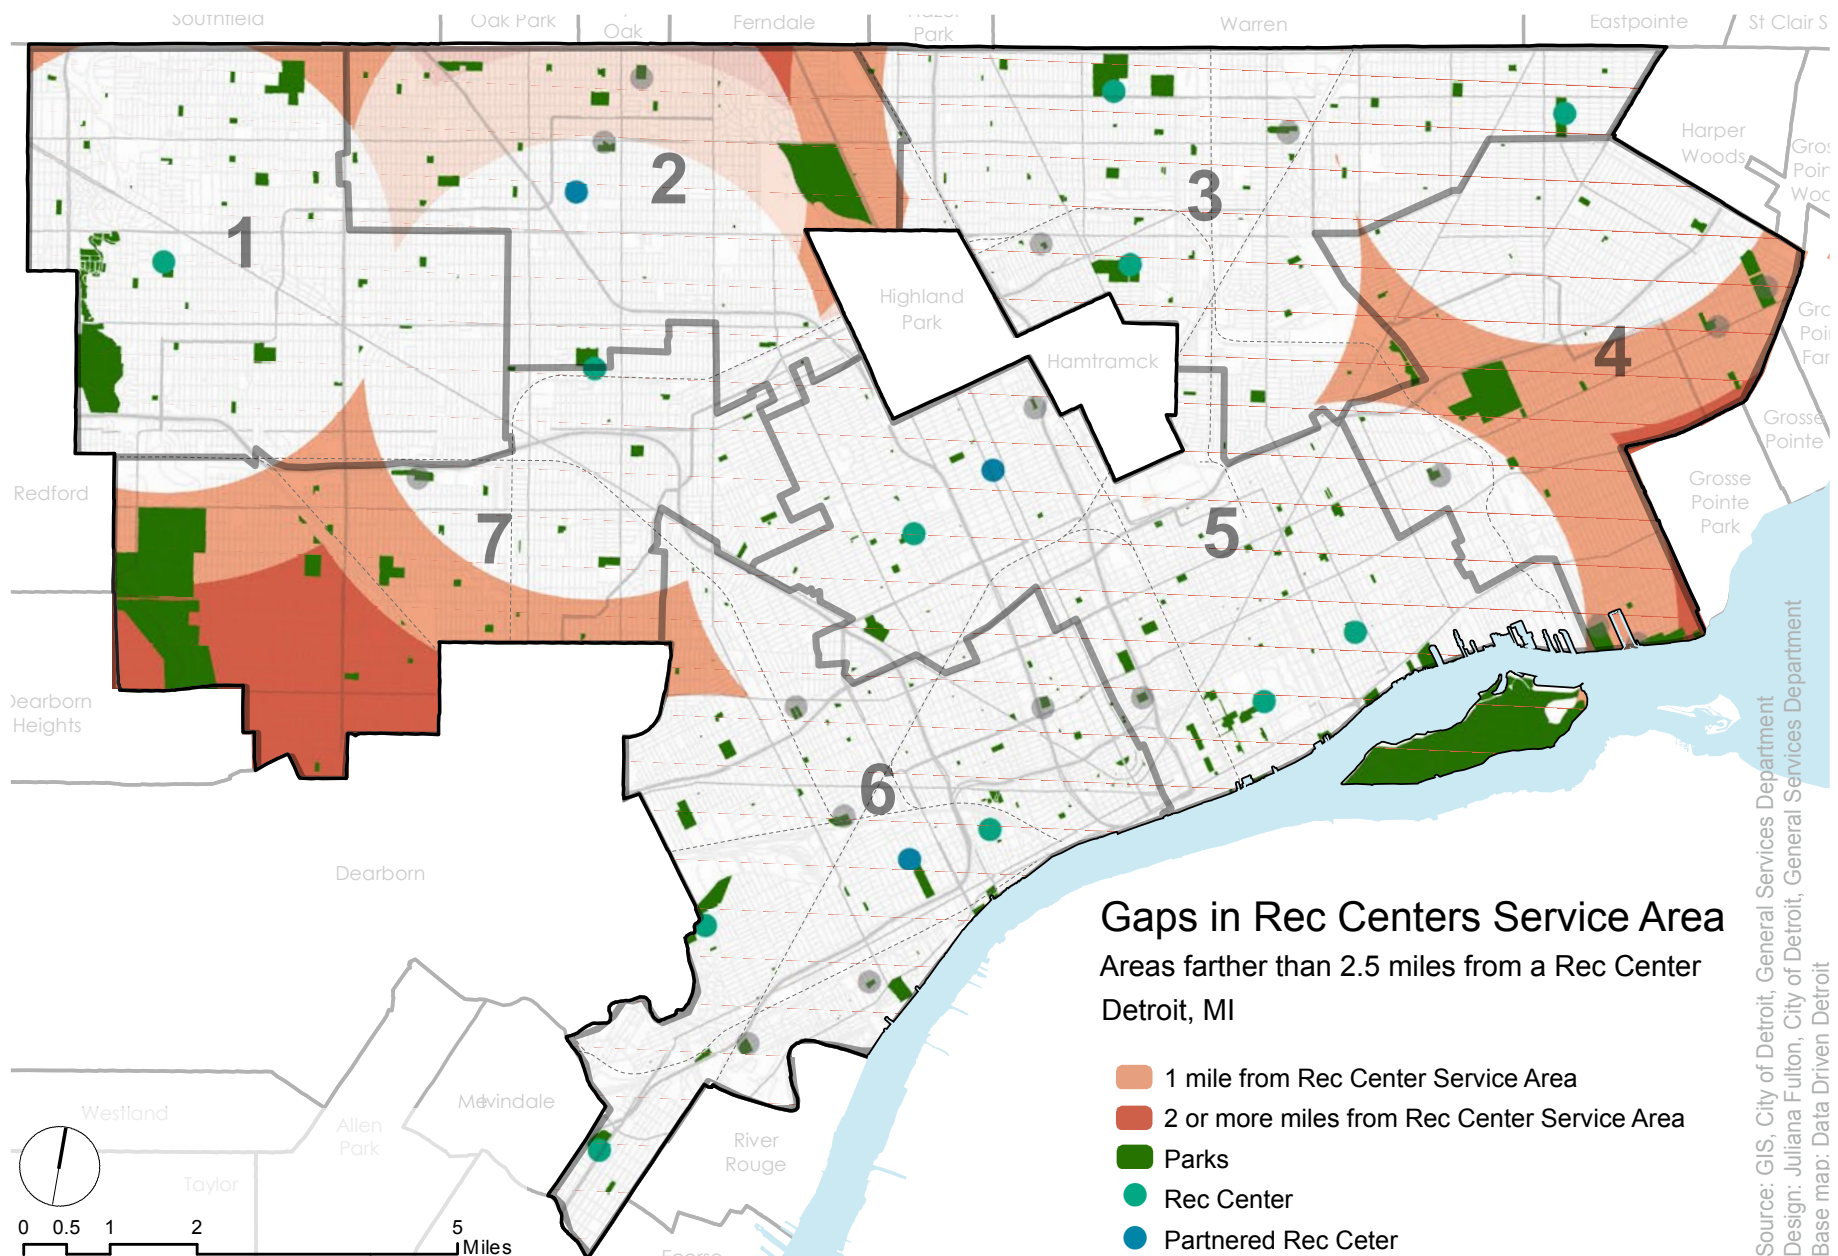 Southfield
Oak Park
Oak
Ferndale
Park
Warren
Eastpointe
St Clair S
Harper
Woods
1
2
3
4
5
6
7
Highland
Park
Hamtramck
Redford
Dearborn
Heights
Grosse
Pointe
Grosse
Pointe
Park
Dearborn
Westland
Allen
Park
Taylor
River
Rouge
Gaps in Rec Centers Service Area
Areas farther than 2.5 miles from a Rec Center
Detroit, MI
1 mile from Rec Center Service Area
2 or more miles from Rec Center Service Area
Parks
Rec Center
Partnered Rec Ceter
0 0.5 1 2 5
Miles
Source: GIS, City of Detroit, General Services Department
Design: Juliana Fulton, City of Detroit, General Services Department
Base map: Data Driven Detroit